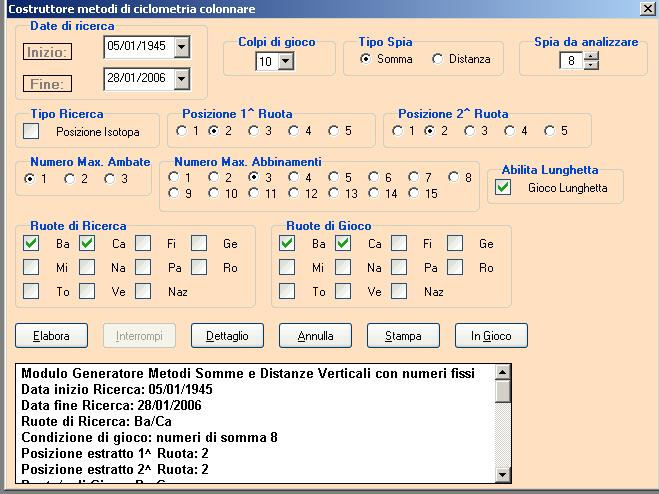 Costruttore metodi di ciclometria colonnare
Date di ricerca
Inizio: 05/01/1945
Fine: 28/01/2006
Colpi di gioco
10
Tipo Spia
Somma Distanza
Spia da analizzare
8
Tipo Ricerca
Posizione Isotopa
Posizione 1^ Ruota
1 2 3 4 5
Posizione 2^ Ruota
1 2 3 4 5
Numero Max. Ambate
1 2 3
Numero Max. Abbinamenti
1 2 3 4 5 6 7 8
9 10 11 12 13 14 15
Abilita Lunghetta
Gioco Lunghetta
Ruote di Ricerca
Ba Ca Fi Ge
Mi Na Pa Ro
To Ve Naz
Ruote di Gioco
Ba Ca Fi Ge
Mi Na Pa Ro
To Ve Naz
Elabora Interrompi Dettaglio Annulla Stampa In Gioco
Modulo Generatore Metodi Somme e Distanze Verticali con numeri fissi
Data inizio Ricerca: 05/01/1945
Data fine Ricerca: 28/01/2006
Ruote di Ricerca: Ba/Ca
Condizione di gioco: numeri di somma 8
Posizione estratto 1^ Ruota: 2
Posizione estratto 2^ Ruota: 2